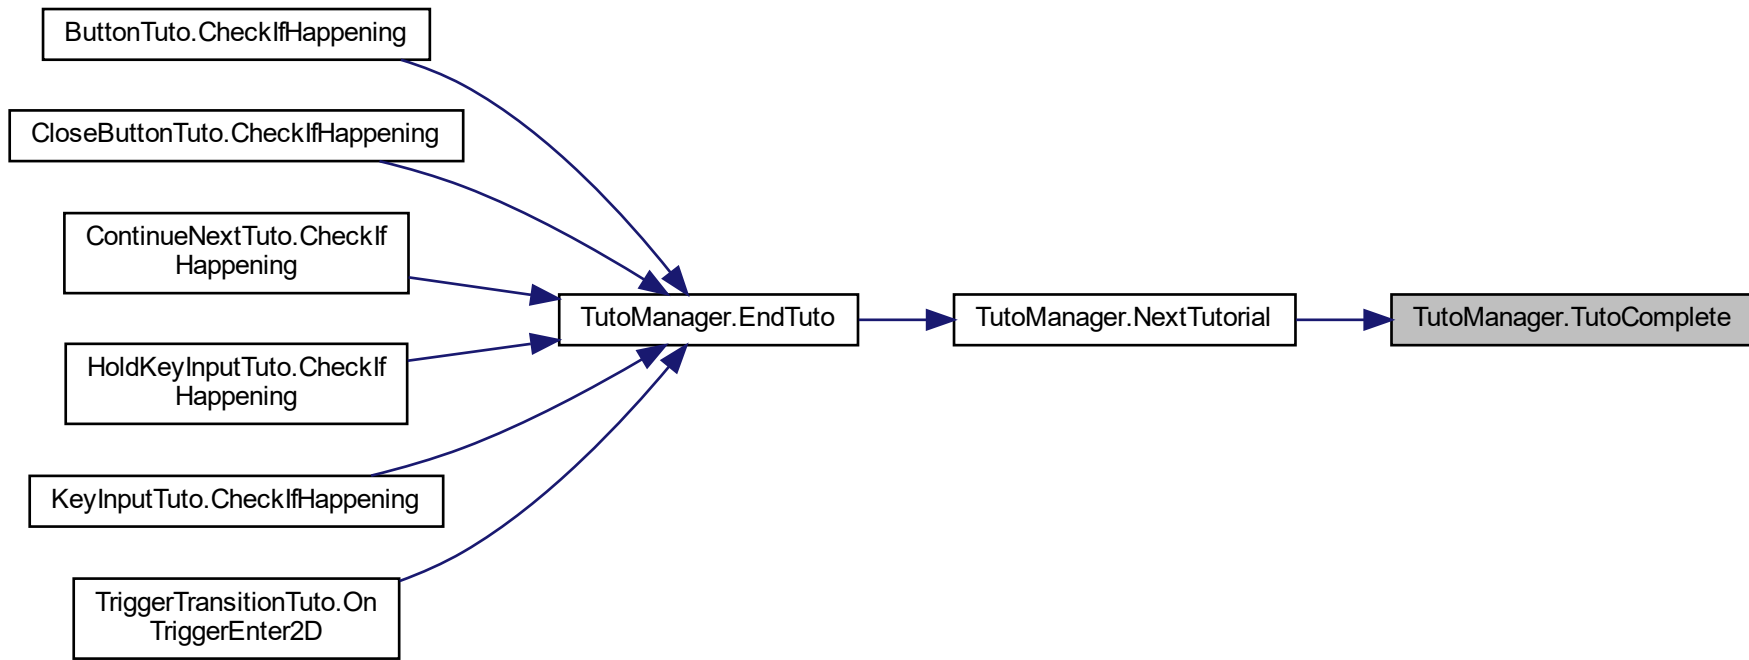 ButtonTuto.CheckIfHappening
CloseButtonTuto.CheckIfHappening
ContinueNextTuto.CheckIf
Happening
HoldKeyInputTuto.CheckIf
Happening
KeyInputTuto.CheckIfHappening
TriggerTransitionTuto.On
TriggerEnter2D
TutoManager.EndTuto
TutoManager.NextTutorial
TutoManager.TutoComplete